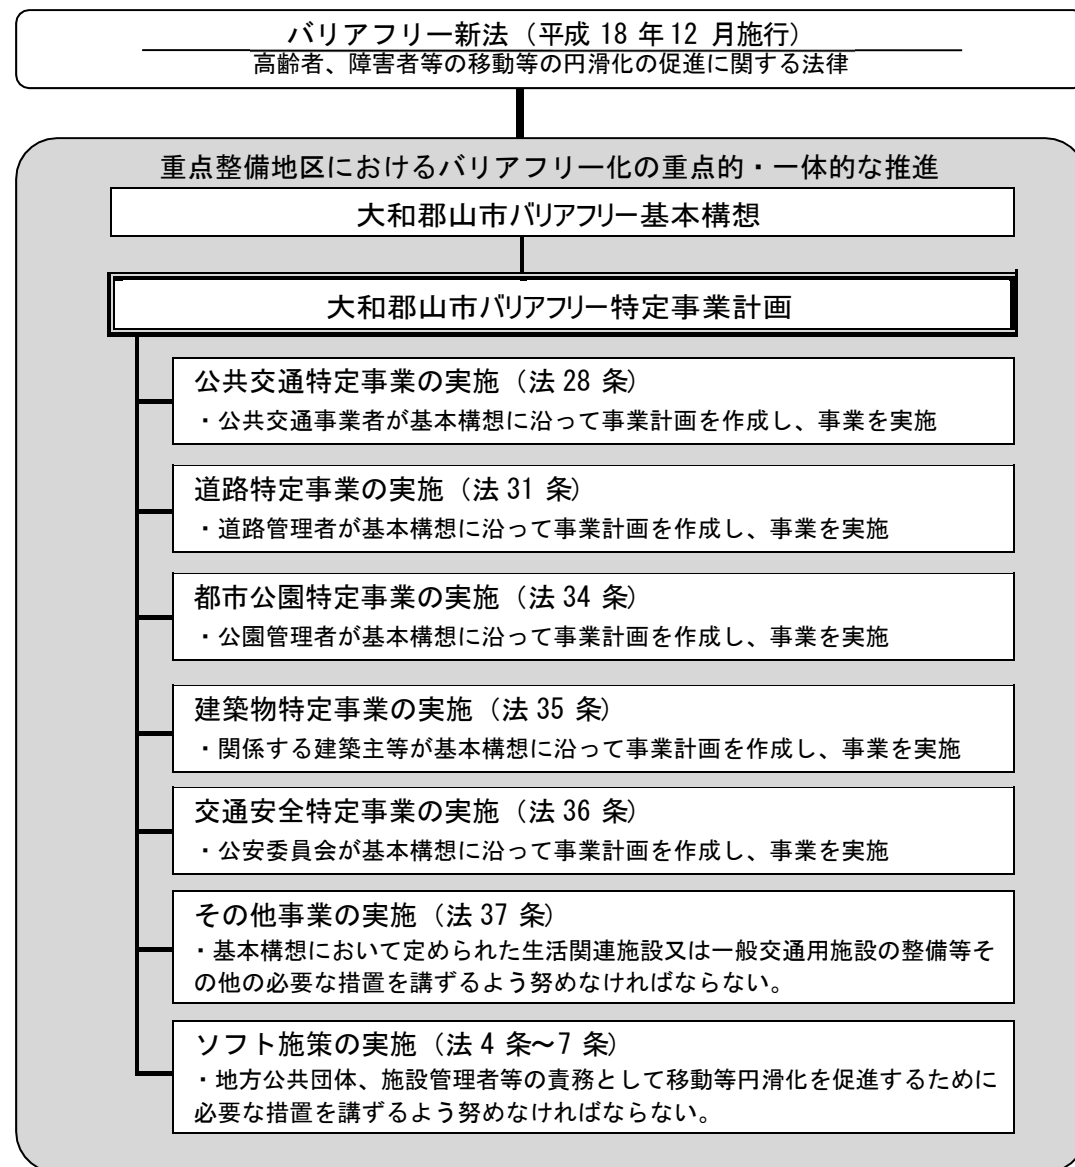 バリアフリー新法（平成 18 年 12 月施行）
高齢者、障害者等の移動等の円滑化の促進に関する法律
重点整備地区におけるバリアフリー化の重点的・一体的な推進
大和郡山市バリアフリー基本構想
大和郡山市バリアフリー特定事業計画
公共交通特定事業の実施（法 28 条）
・公共交通事業者が基本構想に沿って事業計画を作成し、事業を実施
道路特定事業の実施（法 31 条）
・道路管理者が基本構想に沿って事業計画を作成し、事業を実施
都市公園特定事業の実施（法 34 条）
・公園管理者が基本構想に沿って事業計画を作成し、事業を実施
建築物特定事業の実施（法 35 条）
・関係する建築主等が基本構想に沿って事業計画を作成し、事業を実施
交通安全特定事業の実施（法 36 条）
・公安委員会が基本構想に沿って事業計画を作成し、事業を実施
その他事業の実施（法 37 条）
・基本構想において定められた生活関連施設又は一般交通用施設の整備等そ
の他の必要な措置を講ずるよう努めなければならない。
ソフト施策の実施（法 4 条～7 条）
・地方公共団体、施設管理者等の責務として移動等円滑化を促進するために
必要な措置を講ずるよう努めなければならない。